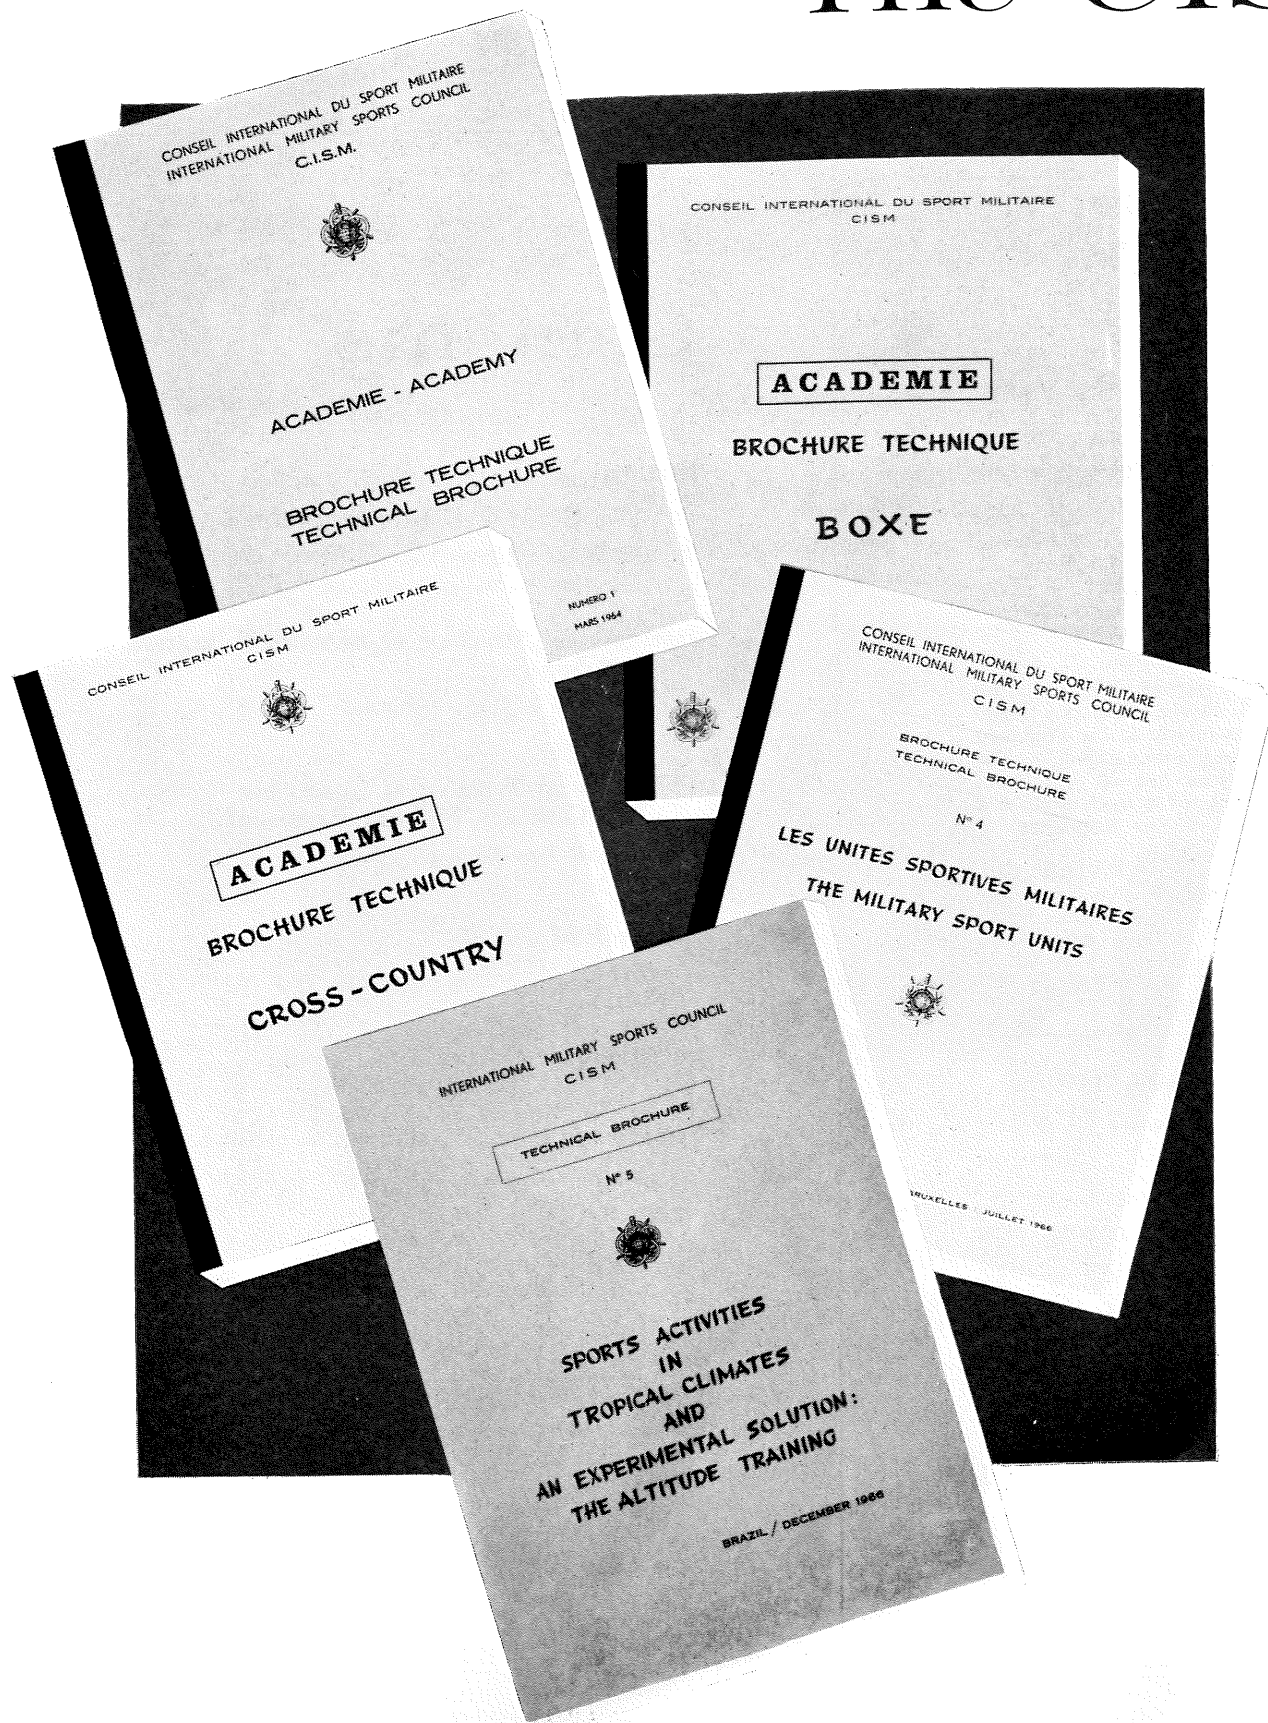 The CIS
CONSEIL INTERNATIONAL DU SPORT MILITAIRE
INTERNATIONAL MILITARY SPORTS COUNCIL
C.I.S.M.
ACADEMIE - ACADEMY
BROCHURE TECHNIQUE
TECHNICAL BROCHURE
NUMERO 1
MARS 1964
CONSEIL INTERNATIONAL DU SPORT MILITAIRE
CISM
ACADEMIE
BROCHURE TECHNIQUE
BOXE
CONSEIL INTERNATIONAL DU SPORT MILITAIRE
CISM
ACADEMIE
BROCHURE TECHNIQUE
CROSS-COUNTRY
CONSEIL INTERNATIONAL DU SPORT MILITAIRE
INTERNATIONAL MILITARY SPORTS COUNCIL
CISM
BROCHURE TECHNIQUE
TECHNICAL BROCHURE
N° 4
LES UNITES SPORTIVES MILITAIRES
THE MILITARY SPORT UNITS
BRUXELLES JUILLET 1966
INTERNATIONAL MILITARY SPORTS COUNCIL
CISM
TECHNICAL BROCHURE
N° 5
SPORTS ACTIVITIES
IN
TROPICAL CLIMATES
AND
AN EXPERIMENTAL SOLUTION:
THE ALTITUDE TRAINING
BRAZIL / DECEMBER 1966